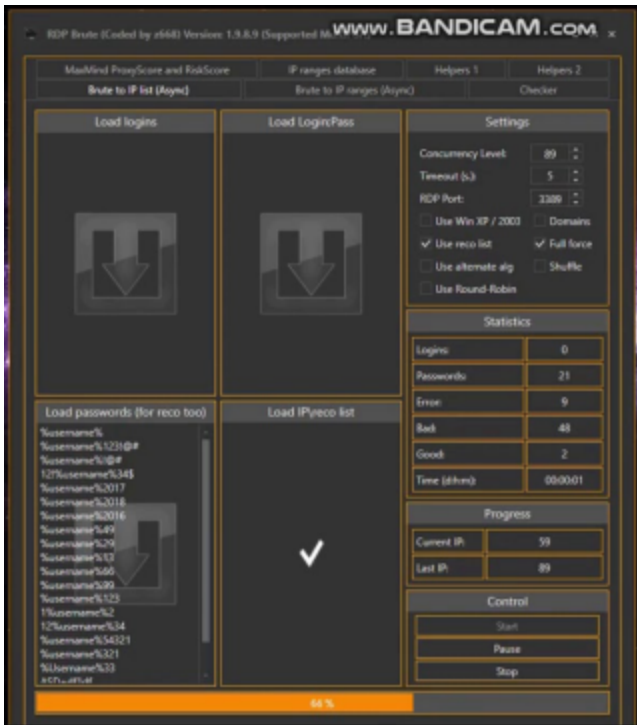 www.BANDICAM.com
RDP Brute (Coded by z668) Version: 1.9.8.9 (Supported
MaxMind ProxyScore and RiskScore
IP ranges database
Helpers 1
Helpers 2
Brute to IP list (Async)
Brute to IP ranges (Async)
Checker
Load logins
Load Login;Pass
Settings
Concurrency Level: 89
Timeout (s.): 5
RDP Port: 3389
Use Win XP / 2003
Domains
Use reco list
Full force
Use alternate alg
Shuffle
Use Round-Robin
Statistics
Logins: 0
Passwords: 21
Error: 9
Bad: 48
Good: 2
Time (d:h:m): 00:00:01
Load passwords (for reco too)
%username%
%username%123!@#
%username%!@#
12!%username%34$
%username%2017
%username%2018
%username%2016
%username%49
%username%29
%username%13
%username%66
%username%99
%username%123
1%username%2
12%username%34
%username%54321
%username%321
%Username%33
Load IP\reco list
Progress
Current IP: 59
Last IP: 89
Control
Start
Pause
Stop
66 %